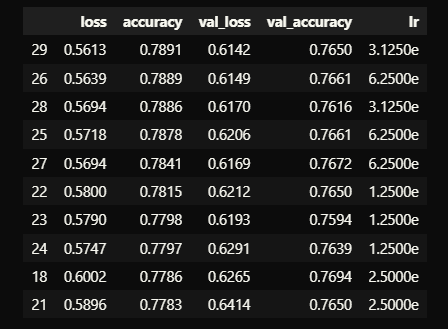 loss accuracy val_loss val_accuracy lr
29 0.5613 0.7891 0.6142 0.7650 3.1250e
26 0.5639 0.7889 0.6149 0.7661 6.2500e
28 0.5694 0.7886 0.6170 0.7616 3.1250e
25 0.5718 0.7878 0.6206 0.7661 6.2500e
27 0.5694 0.7841 0.6169 0.7672 6.2500e
22 0.5800 0.7815 0.6212 0.7650 1.2500e
23 0.5790 0.7798 0.6193 0.7594 1.2500e
24 0.5747 0.7797 0.6291 0.7639 1.2500e
18 0.6002 0.7786 0.6265 0.7694 2.5000e
21 0.5896 0.7783 0.6414 0.7650 2.5000e